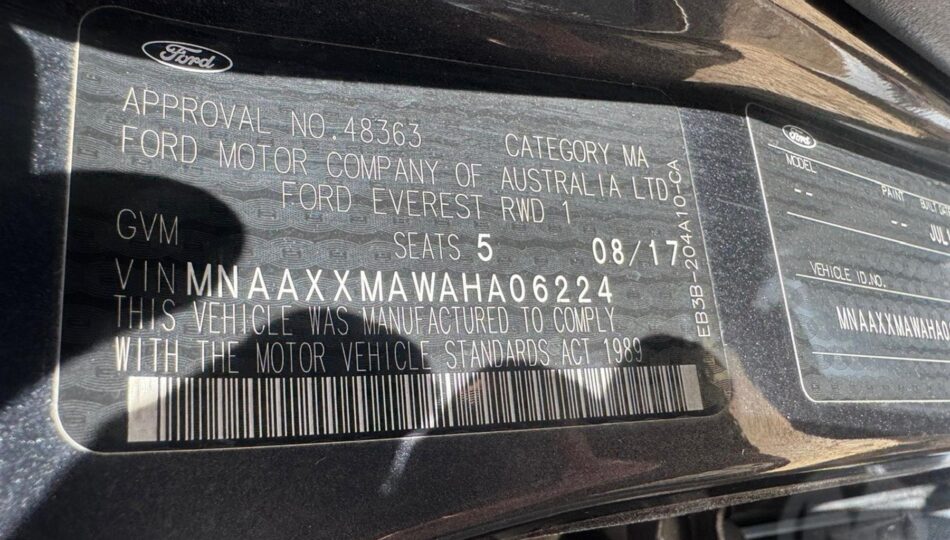 Ford
APPROVAL NO.48363 CATEGORY MA
FORD MOTOR COMPANY OF AUSTRALIA LTD
FORD EVEREST RWD 1
GVM SEATS 5 08/17
VIN MNAAXXMAWAHA06224
THIS VEHICLE WAS MANUFACTURED TO COMPLY
WITH THE MOTOR VEHICLE STANDARDS ACT 1989
EB3B-204A10-CA
Ford
MODEL PAINT
-- -- JUL
VEHICLE ID.NO.
MNAAXXMAWAHA0